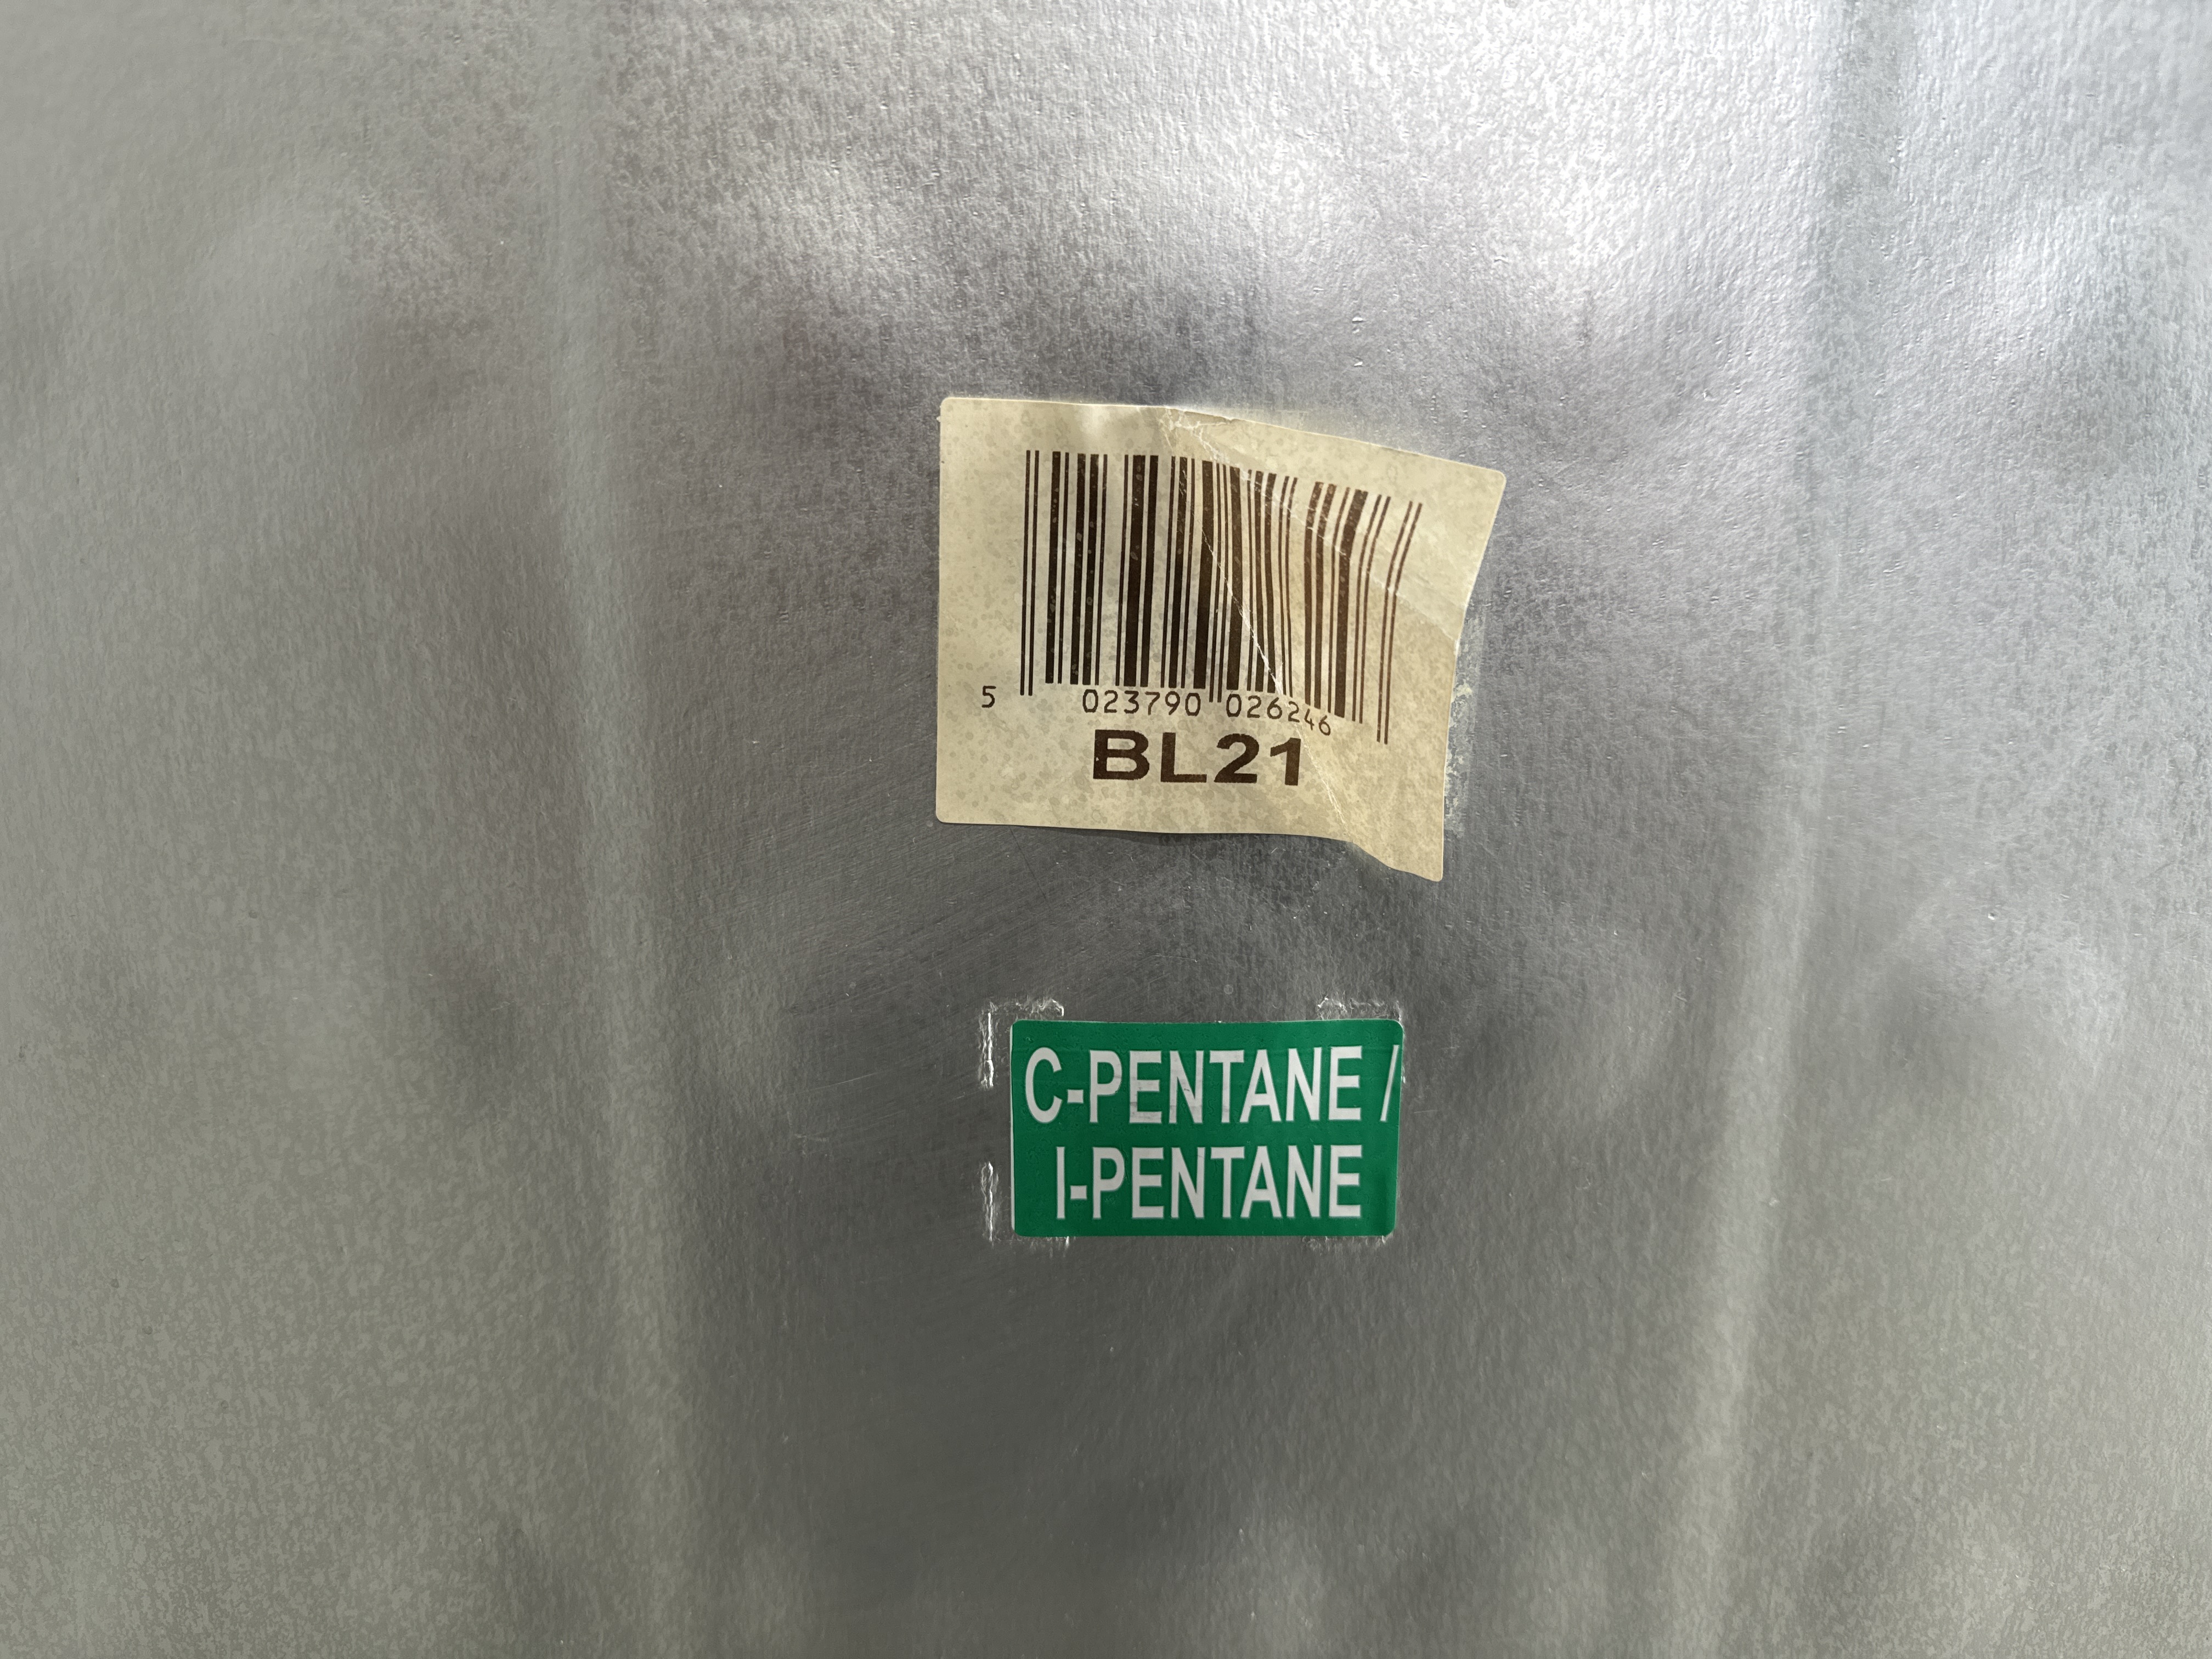 5 023790 026246
BL21
C-PENTANE /
I-PENTANE